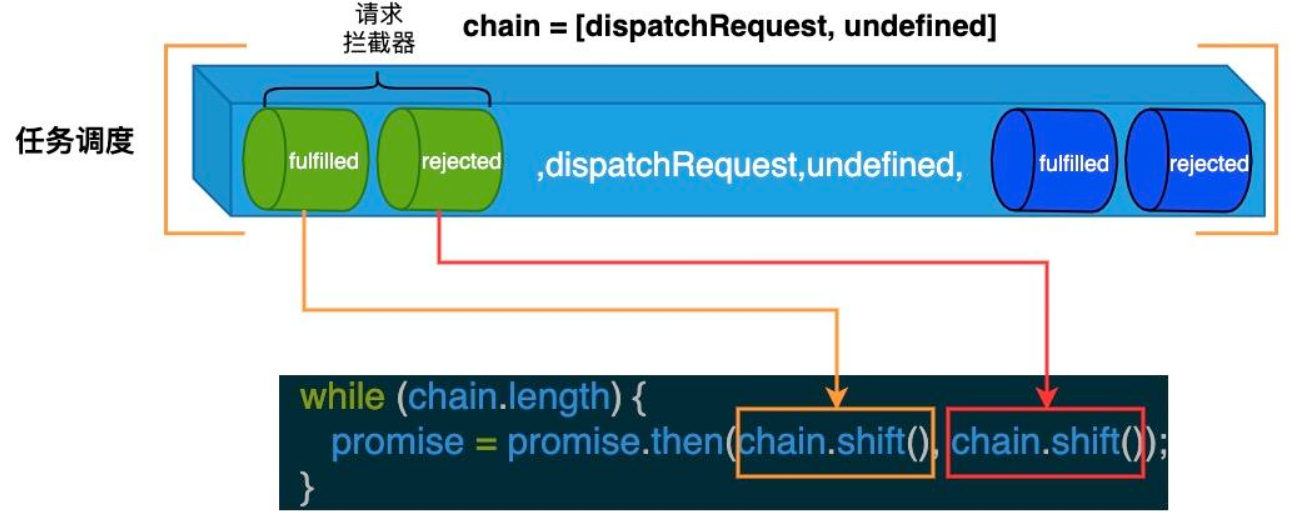 请求
拦截器
chain = [dispatchRequest, undefined]
任务调度
fulfilled rejected ,dispatchRequest,undefined, fulfilled rejected
while (chain.length) {
promise = promise.then(chain.shift(), chain.shift());
}